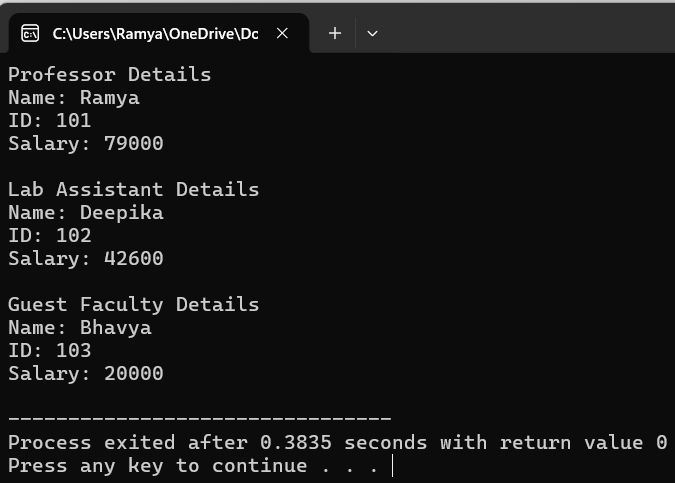 C:\Users\Ramya\OneDrive\Do
Professor Details
Name: Ramya
ID: 101
Salary: 79000
Lab Assistant Details
Name: Deepika
ID: 102
Salary: 42600
Guest Faculty Details
Name: Bhavya
ID: 103
Salary: 20000
--------------------------------
Process exited after 0.3835 seconds with return value 0
Press any key to continue . . .